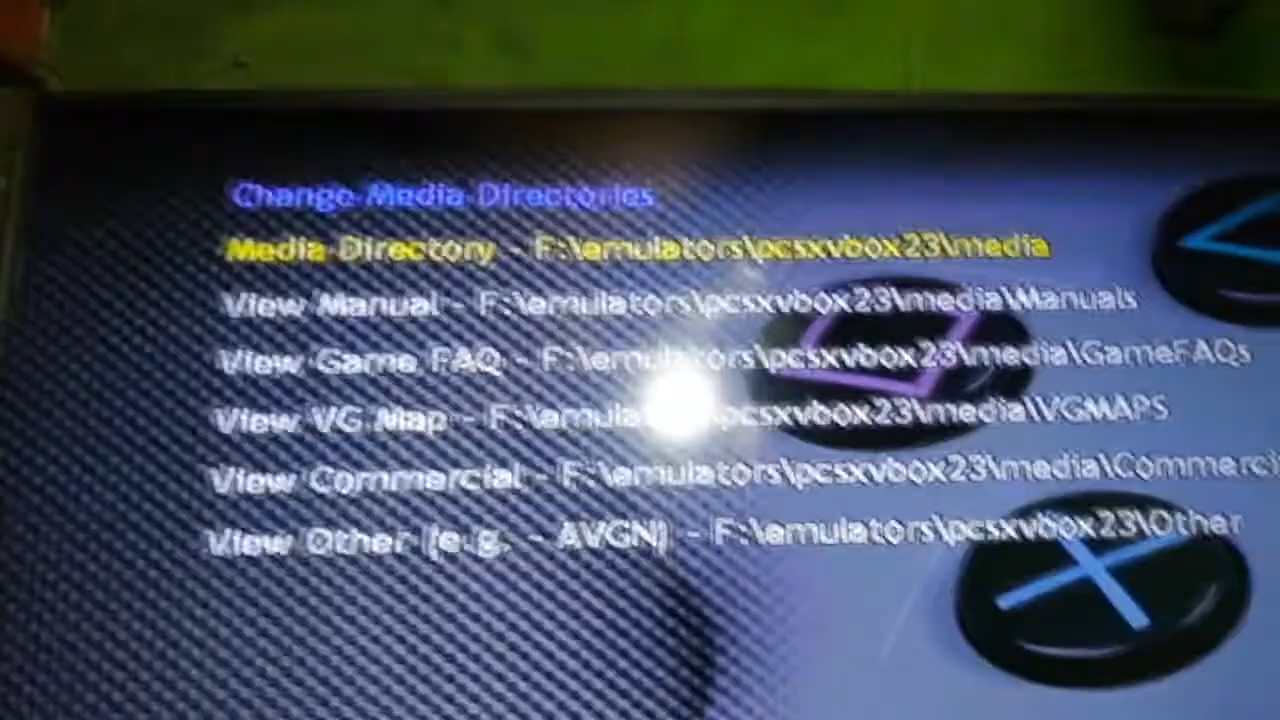 Change Media Directories
Media Directory - F:\emulators\pcsxvbox23\media
View Manual - F:\emulators\pcsxvbox23\media\Manuals
View Game FAQ - F:\emulators\pcsxvbox23\media\GameFAQs
View VG Map - F:\emulators\pcsxvbox23\media\VGMAPS
View Commercial - F:\emulators\pcsxvbox23\media\Commerci
View Other (e.g. - AVGN) - F:\emulators\pcsxvbox23\Other